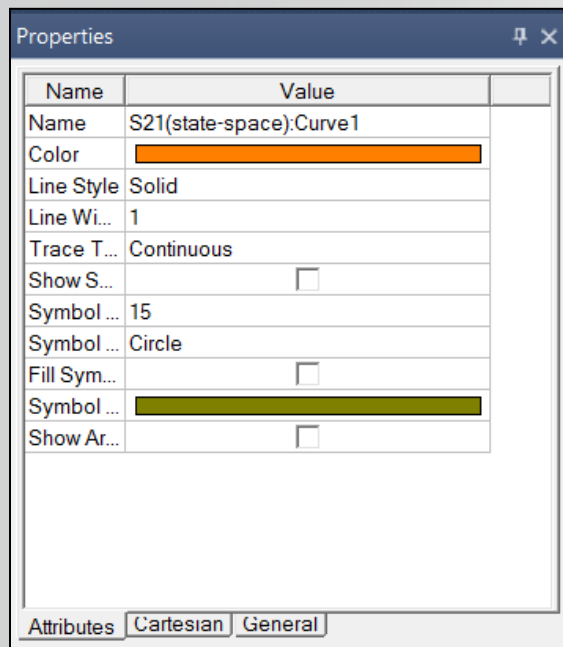 Properties
Name Value
Name S21(state-space):Curve1
Color
Line Style Solid
Line Wi... 1
Trace T... Continuous
Show S...
Symbol ... 15
Symbol ... Circle
Fill Sym...
Symbol ...
Show Ar...
Attributes Cartesian General